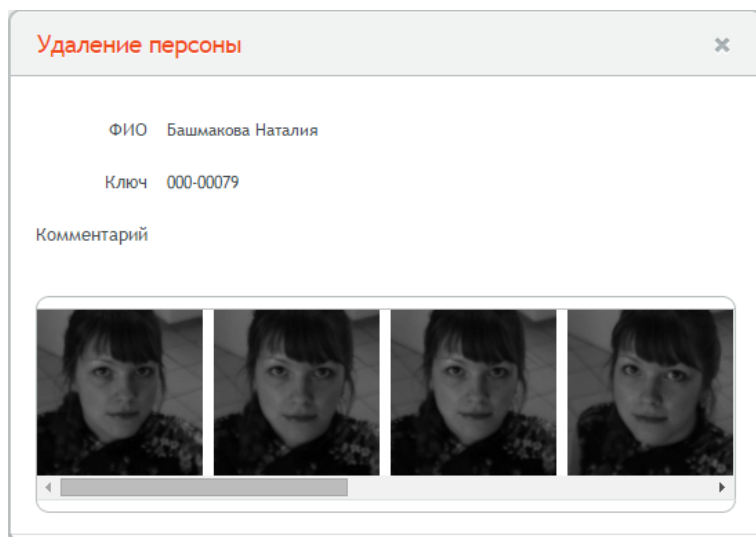 Удаление персоны
ФИО Башмакова Наталия
Ключ 000-00079
Комментарий